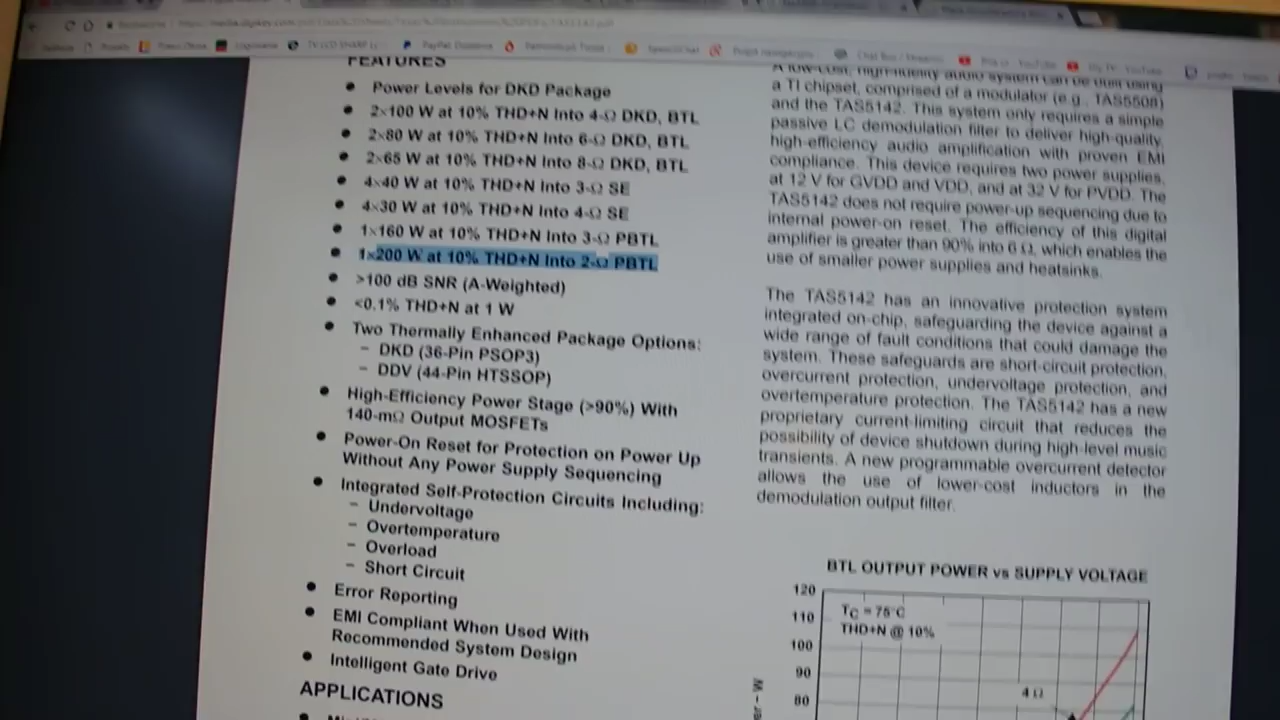 FEATURES
• Power Levels for DKD Package
• 2×100 W at 10% THD+N Into 4-Ω DKD, BTL
• 2×80 W at 10% THD+N Into 6-Ω DKD, BTL
• 2×65 W at 10% THD+N Into 8-Ω DKD, BTL
• 4×40 W at 10% THD+N Into 3-Ω SE
• 4×30 W at 10% THD+N Into 4-Ω SE
• 1×160 W at 10% THD+N Into 3-Ω PBTL
• 1×200 W at 10% THD+N Into 2-Ω PBTL
• >100 dB SNR (A-Weighted)
• <0.1% THD+N at 1 W
• Two Thermally Enhanced Package Options:
– DKD (36-Pin PSOP3)
– DDV (44-Pin HTSSOP)
• High-Efficiency Power Stage (>90%) With
140-mΩ Output MOSFETs
• Power-On Reset for Protection on Power Up
Without Any Power Supply Sequencing
• Integrated Self-Protection Circuits Including:
– Undervoltage
– Overtemperature
– Overload
– Short Circuit
• Error Reporting
• EMI Compliant When Used With
Recommended System Design
• Intelligent Gate Drive
APPLICATIONS
A low-cost, high-fidelity audio system can be built using
a TI chipset, comprised of a modulator (e.g., TAS5508)
and the TAS5142. This system only requires a simple
passive LC demodulation filter to deliver high-quality,
high-efficiency audio amplification with proven EMI
compliance. This device requires two power supplies,
at 12 V for GVDD and VDD, and at 32 V for PVDD. The
TAS5142 does not require power-up sequencing due to
internal power-on reset. The efficiency of this digital
amplifier is greater than 90% into 6 Ω, which enables the
use of smaller power supplies and heatsinks.
The TAS5142 has an innovative protection system
integrated on-chip, safeguarding the device against a
wide range of fault conditions that could damage the
system. These safeguards are short-circuit protection,
overcurrent protection, undervoltage protection, and
overtemperature protection. The TAS5142 has a new
proprietary current-limiting circuit that reduces the
possibility of device shutdown during high-level music
transients. A new programmable overcurrent detector
allows the use of lower-cost inductors in the
demodulation output filter.
BTL OUTPUT POWER vs SUPPLY VOLTAGE
120
110
100
90
80
TC = 75°C
THD+N @ 10%
4 Ω